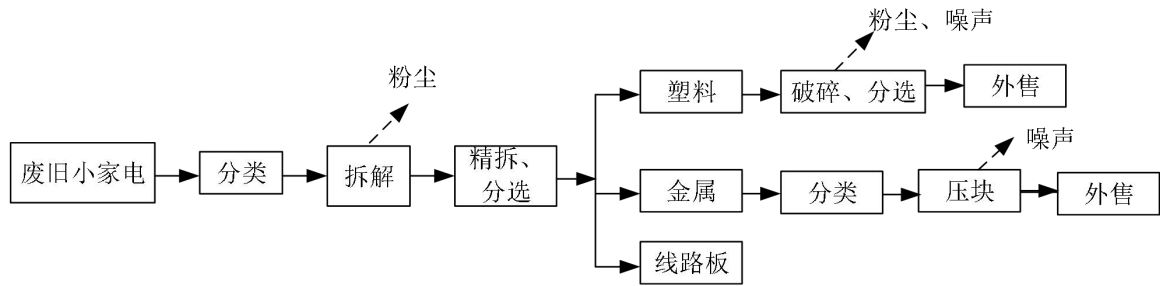 粉尘、噪声
粉尘
塑料
破碎、分选
外售
噪声
废旧小家电
分类
拆解
精拆、
分选
金属
分类
压块
外售
线路板